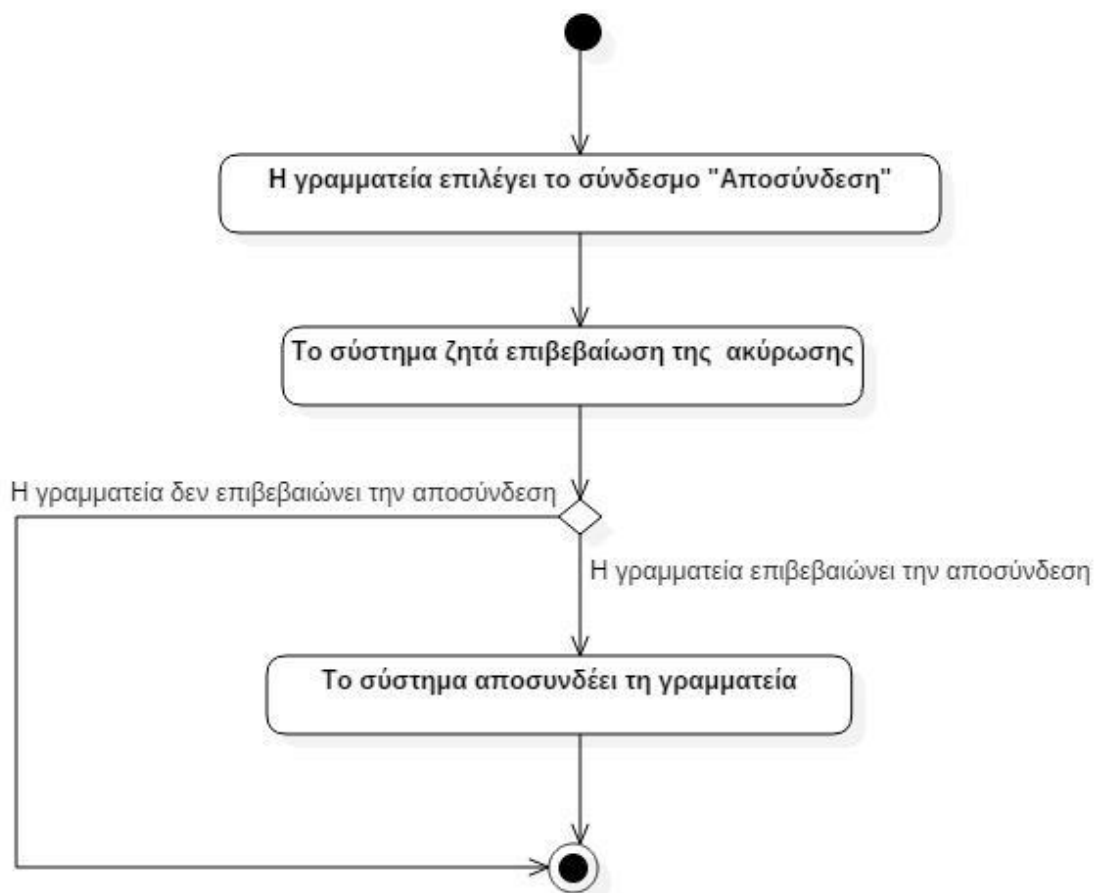 Η γραμματεία επιλέγει το σύνδεσμο "Αποσύνδεση"
Το σύστημα ζητά επιβεβαίωση της ακύρωσης
Η γραμματεία δεν επιβεβαιώνει την αποσύνδεση
Η γραμματεία επιβεβαιώνει την αποσύνδεση
Το σύστημα αποσυνδέει τη γραμματεία